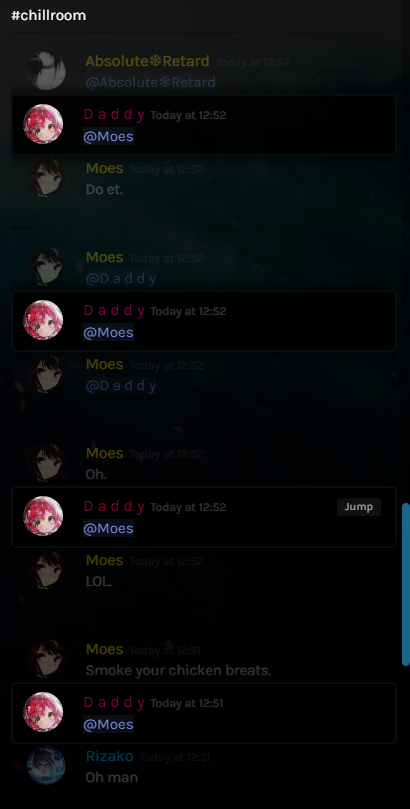 #chillroom
Absolute❄Retard Today at 12:52
@Absolute❄Retard
D a d d y Today at 12:52
@Moes
Moes Today at 12:52
Do et.
Moes Today at 12:52
@D a d d y
D a d d y Today at 12:52
@Moes
Moes Today at 12:52
@D a d d y
Moes Today at 12:52
Oh.
D a d d y Today at 12:52 Jump
@Moes
Moes Today at 12:52
LOL.
Moes Today at 12:51
Smoke your chicken breats.
D a d d y Today at 12:51
@Moes
Rizako Today at 12:51
Oh man